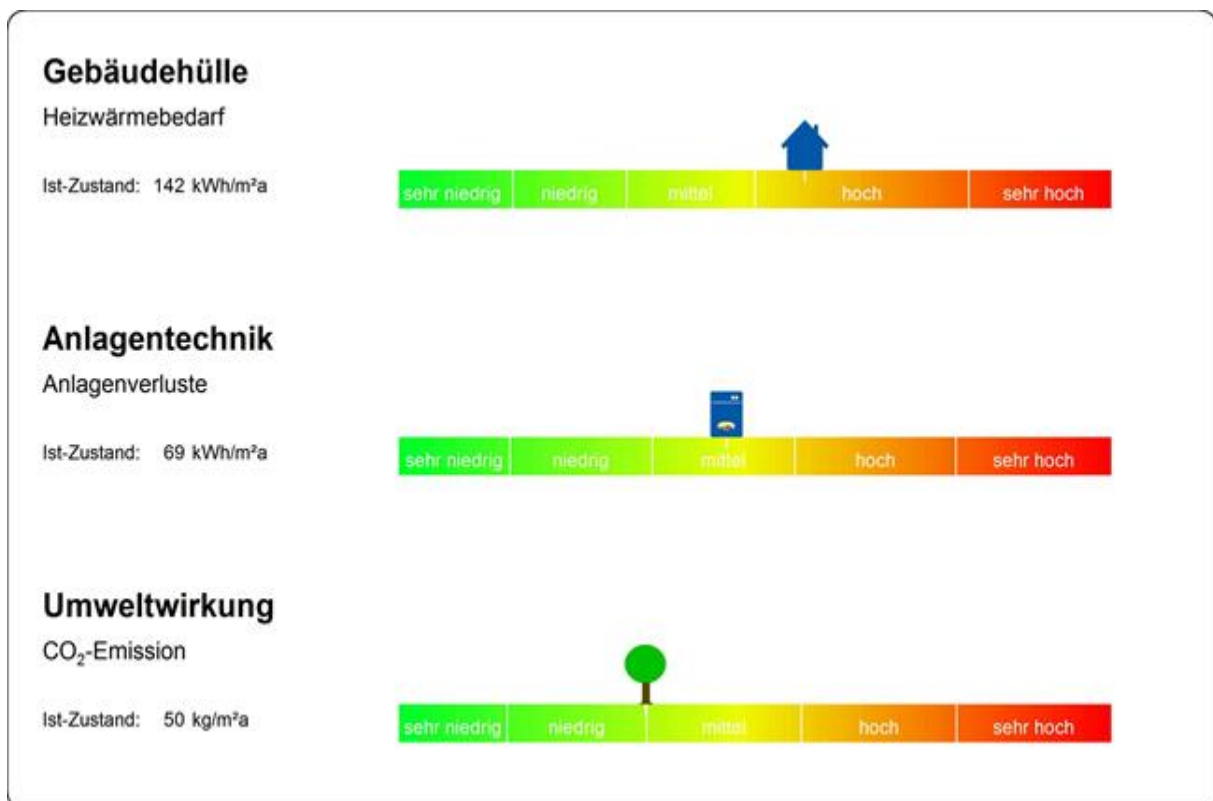 Gebäudehülle
Heizwärmebedarf
Ist-Zustand: 142 kWh/m²a
sehr niedrig niedrig mittel hoch sehr hoch
Anlagentechnik
Anlagenverluste
Ist-Zustand: 69 kWh/m²a
sehr niedrig niedrig mittel hoch sehr hoch
Umweltwirkung
CO₂-Emission
Ist-Zustand: 50 kg/m²a
sehr niedrig niedrig mittel hoch sehr hoch